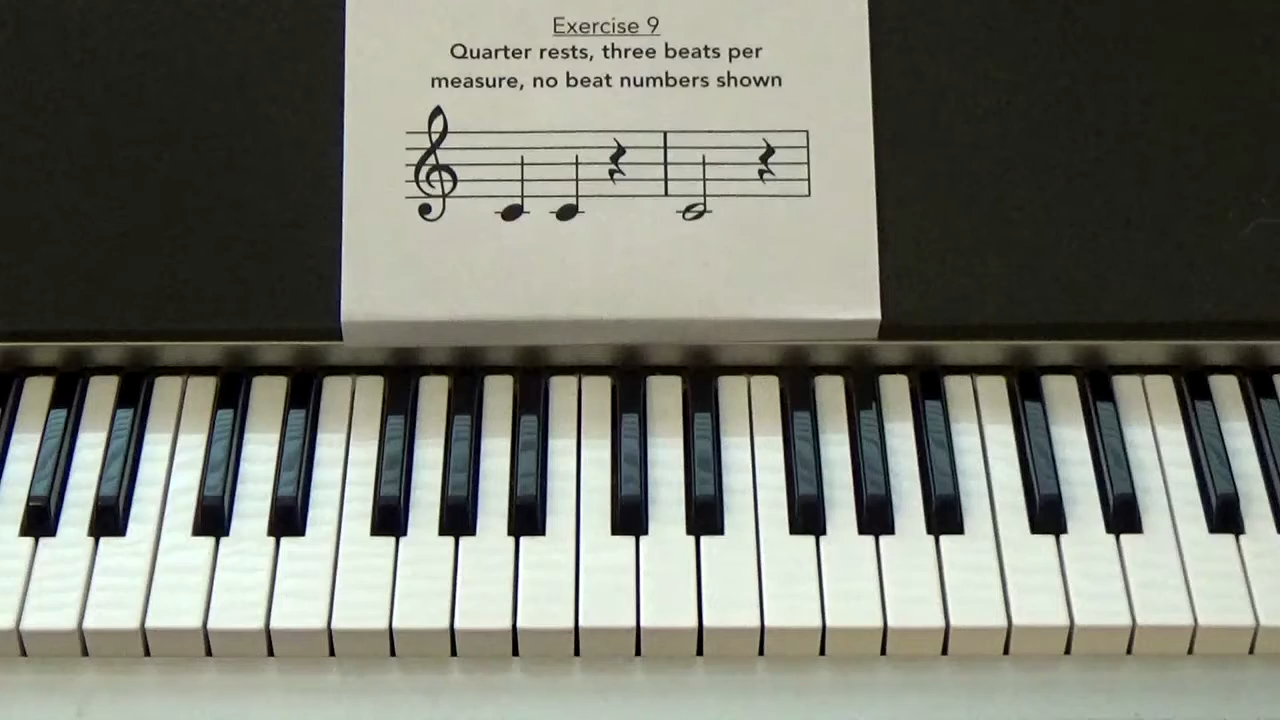 Exercise 9
Quarter rests, three beats per
measure, no beat numbers shown